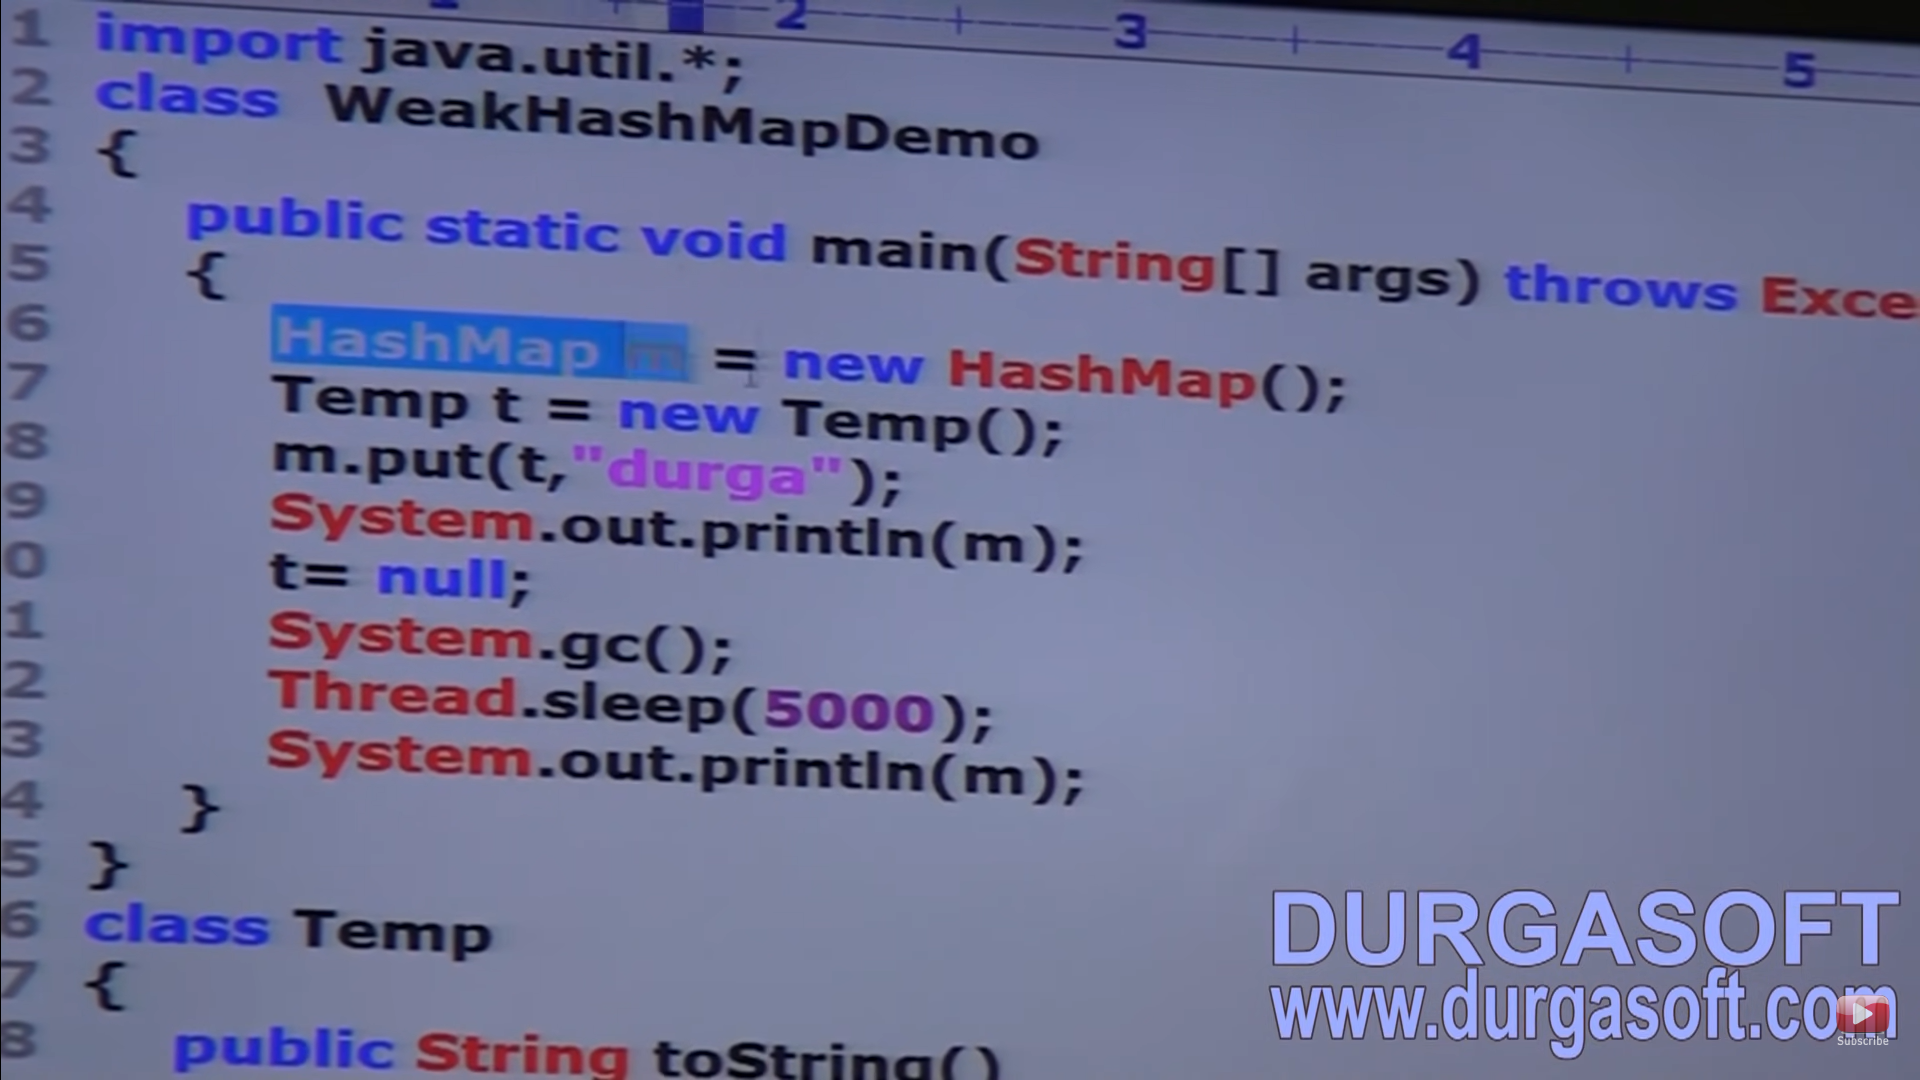 1 2 3 4 5
1 import java.util.*;
2 class WeakHashMapDemo
3 {
4 public static void main(String[] args) throws Exce
5 {
6 HashMap m = new HashMap();
7 Temp t = new Temp();
8 m.put(t,"durga");
9 System.out.println(m);
0 t= null;
1 System.gc();
2 Thread.sleep(5000);
3 System.out.println(m);
4 }
5 }
6 class Temp
7 {
8 public String toString()
DURGASOFT
www.durgasoft.com
Subscribe